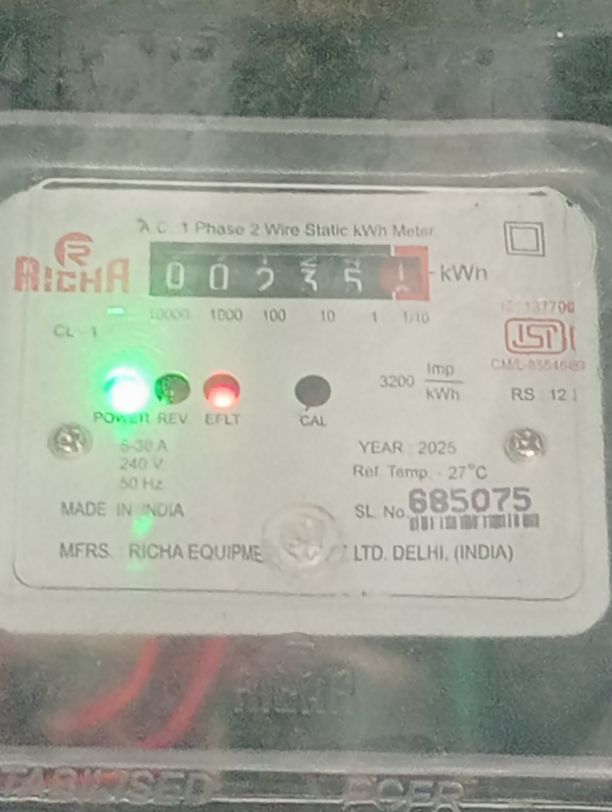 A.C. 1 Phase 2 Wire Static kWh Meter
R
RICHA
0 0 2 3 5 1 kWh
10000 1000 100 10 1 1/10
CL - 1
ISI
3200 Imp/kWh
RS : 12
POWER REV EFLT CAL
5-30 A
240 V
50 Hz
YEAR : 2025
Ref. Temp. - 27°C
MADE IN INDIA
SL. No. 685075
MFRS. : RICHA LTD. DELHI. (INDIA)
RICHA